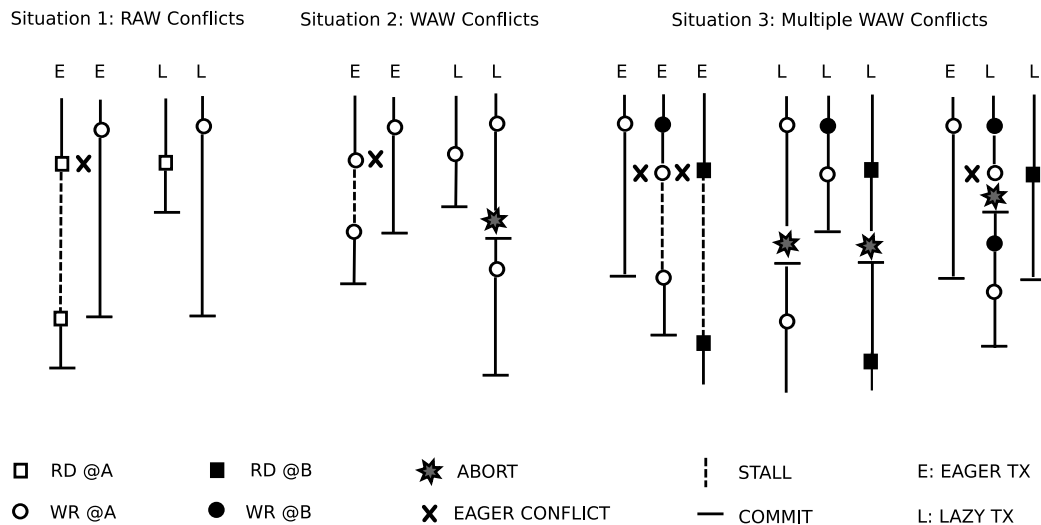 Situation 1: RAW Conflicts
Situation 2: WAW Conflicts
Situation 3: Multiple WAW Conflicts
E E L L
E E L L
E E E L L L E L L
RD @A
RD @B
ABORT
STALL
E: EAGER TX
WR @A
WR @B
EAGER CONFLICT
COMMIT
L: LAZY TX